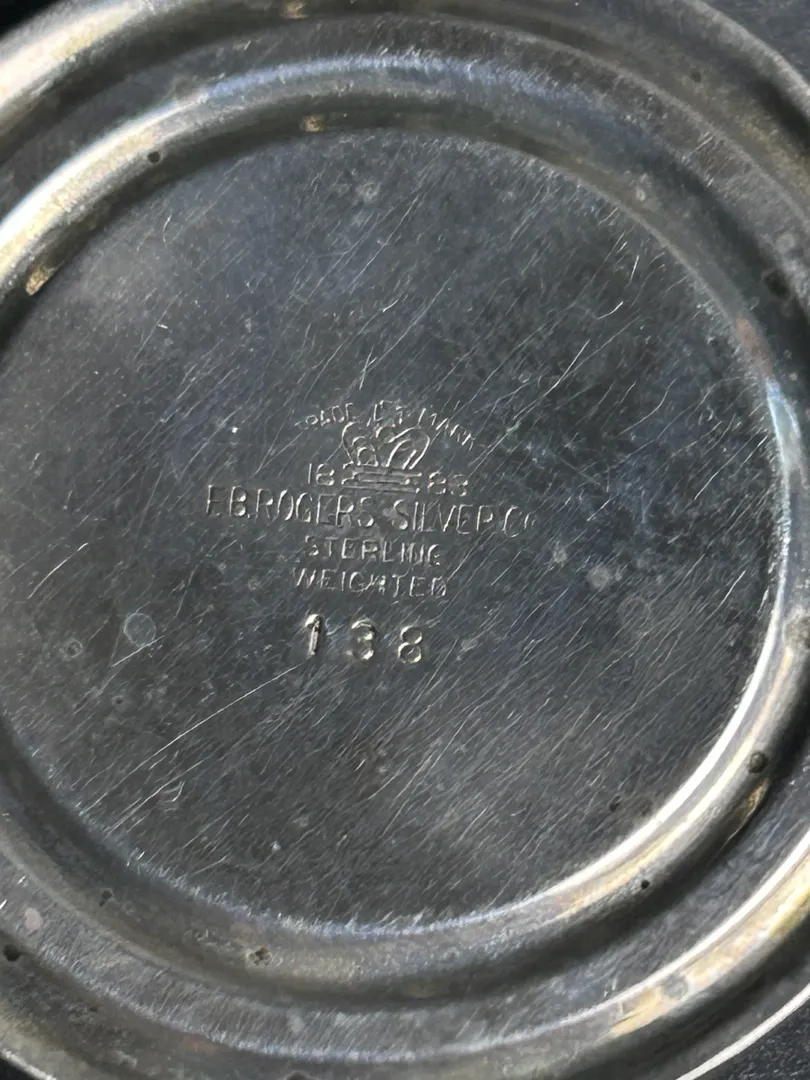 TRADE MARK
18 83
F.B. ROGERS SILVER CO
STERLING
WEIGHTED
138